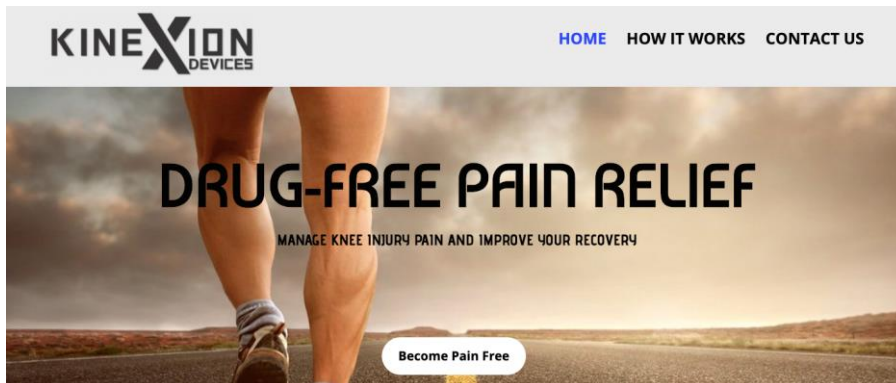 KINEXION
DEVICES
HOME HOW IT WORKS CONTACT US
DRUG-FREE PAIN RELIEF
MANAGE KNEE INJURY PAIN AND IMPROVE YOUR RECOVERY
Become Pain Free